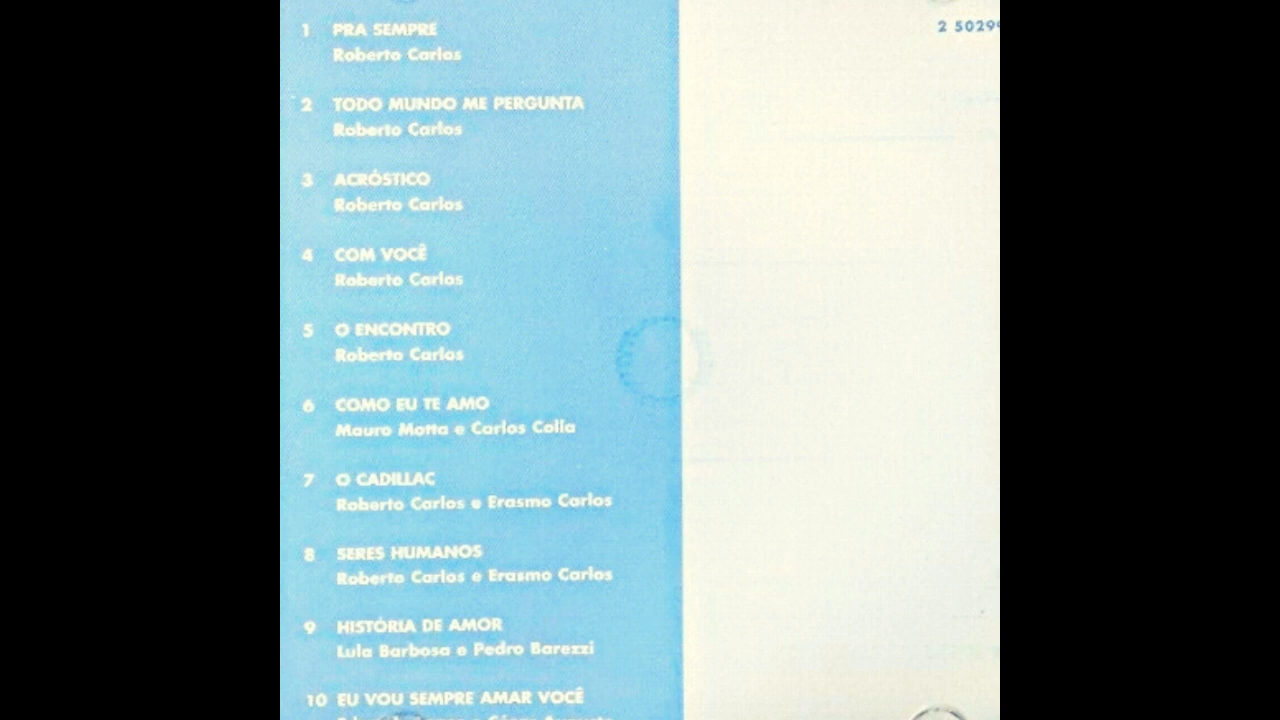 1 PRA SEMPRE
Roberto Carlos
2 TODO MUNDO ME PERGUNTA
Roberto Carlos
3 ACRÓSTICO
Roberto Carlos
4 COM VOCÊ
Roberto Carlos
5 O ENCONTRO
Roberto Carlos
6 COMO EU TE AMO
Mauro Motta e Carlos Colla
7 O CADILLAC
Roberto Carlos e Erasmo Carlos
8 SERES HUMANOS
Roberto Carlos e Erasmo Carlos
9 HISTÓRIA DE AMOR
Lula Barbosa e Pedro Barezzi
10 EU VOU SEMPRE AMAR VOCÊ
2 5029